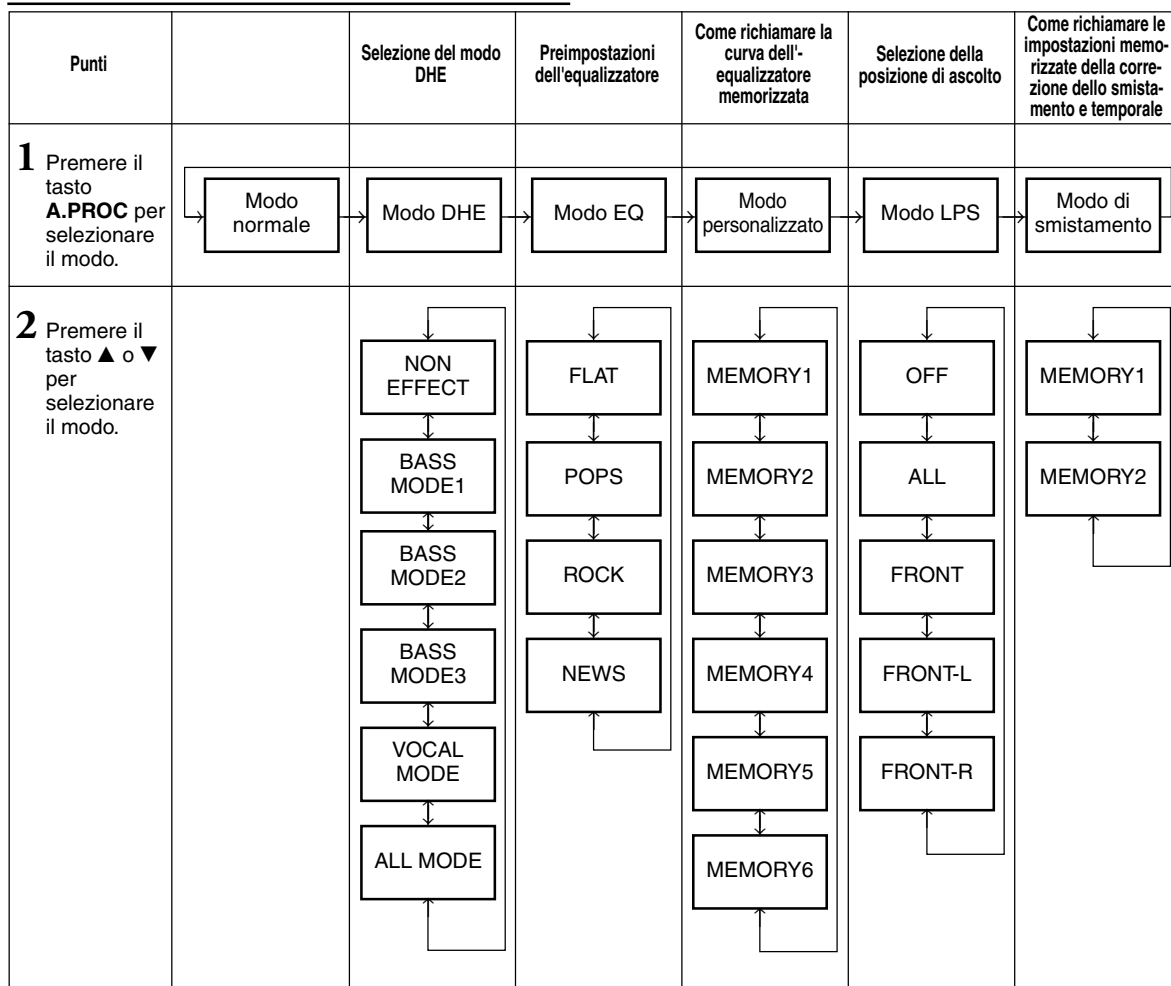 Punti
Selezione del modo
DHE
Preimpostazioni
dell'equalizzatore
Come richiamare la
curva dell'-
equalizzatore
memorizzata
Selezione della
posizione di ascolto
Come richiamare le
impostazioni memo-
rizzate della corre-
zione dello smista-
mento e temporale
1 Premere il
tasto
A.PROC per
selezionare
il modo.
Modo
normale
Modo DHE
Modo EQ
Modo
personalizzato
Modo LPS
Modo di
smistamento
2 Premere il
tasto ▲ o ▼
per
selezionare
il modo.
NON
EFFECT
BASS
MODE1
BASS
MODE2
BASS
MODE3
VOCAL
MODE
ALL MODE
FLAT
POPS
ROCK
NEWS
MEMORY1
MEMORY2
MEMORY3
MEMORY4
MEMORY5
MEMORY6
OFF
ALL
FRONT
FRONT-L
FRONT-R
MEMORY1
MEMORY2